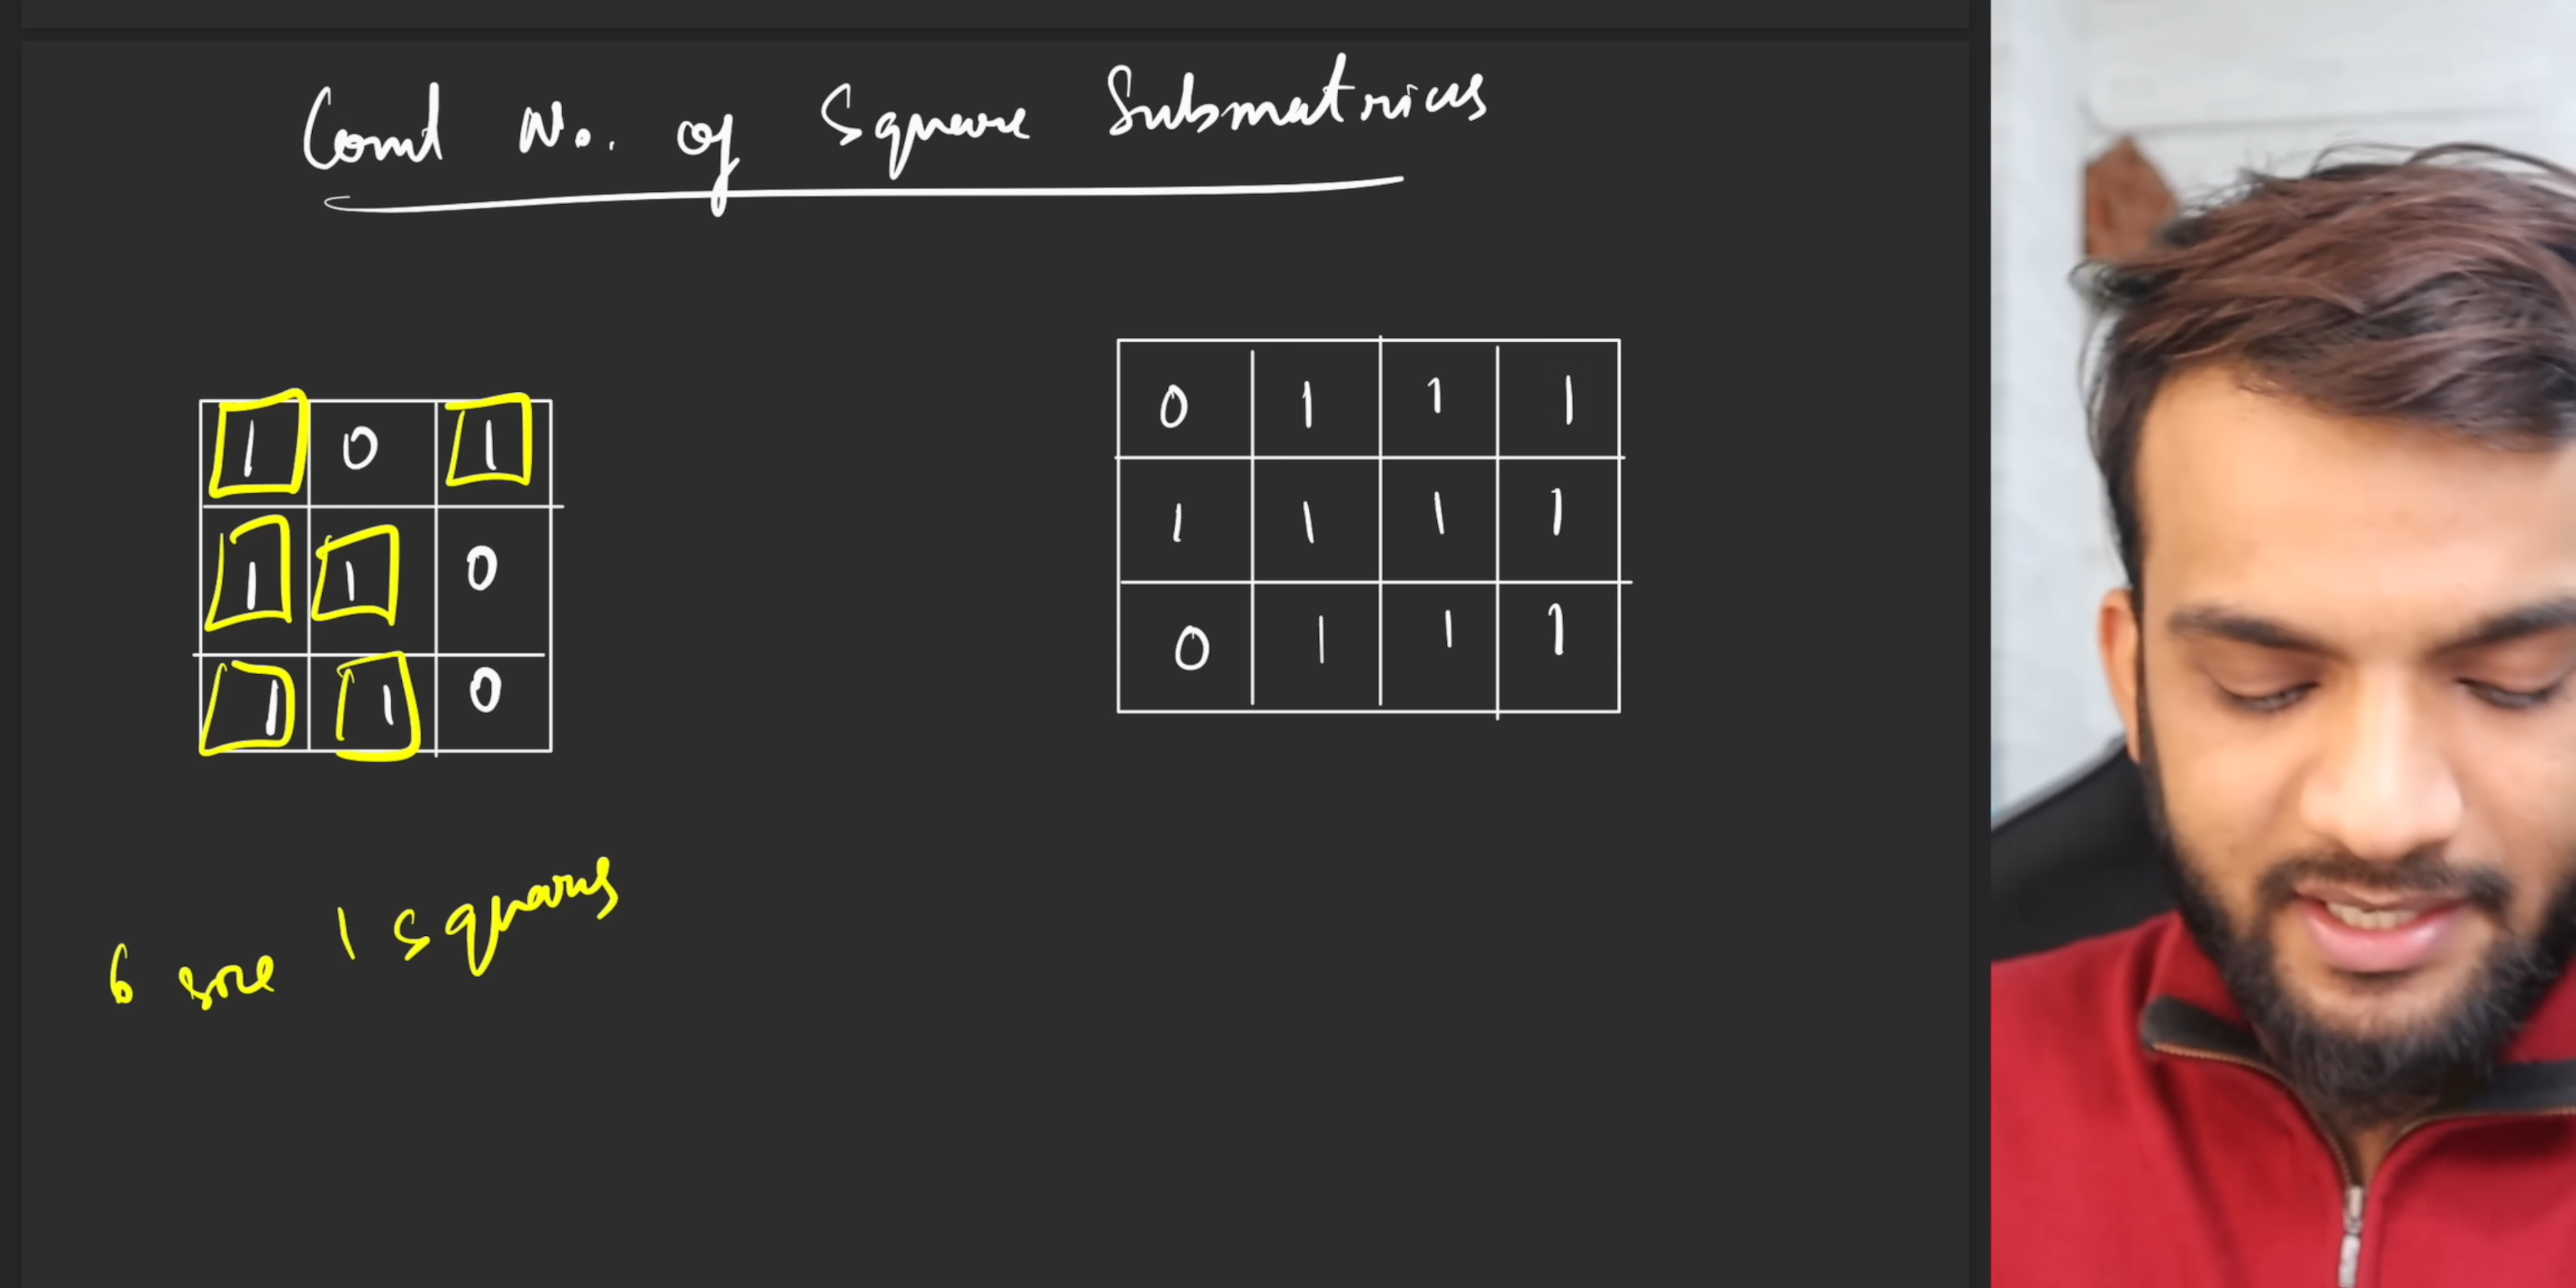 Count No. of Square Submatrices
1 0 1
1 1 0
1 1 0
0 1 1 1
1 1 1 1
0 1 1 1
6 size 1 squares